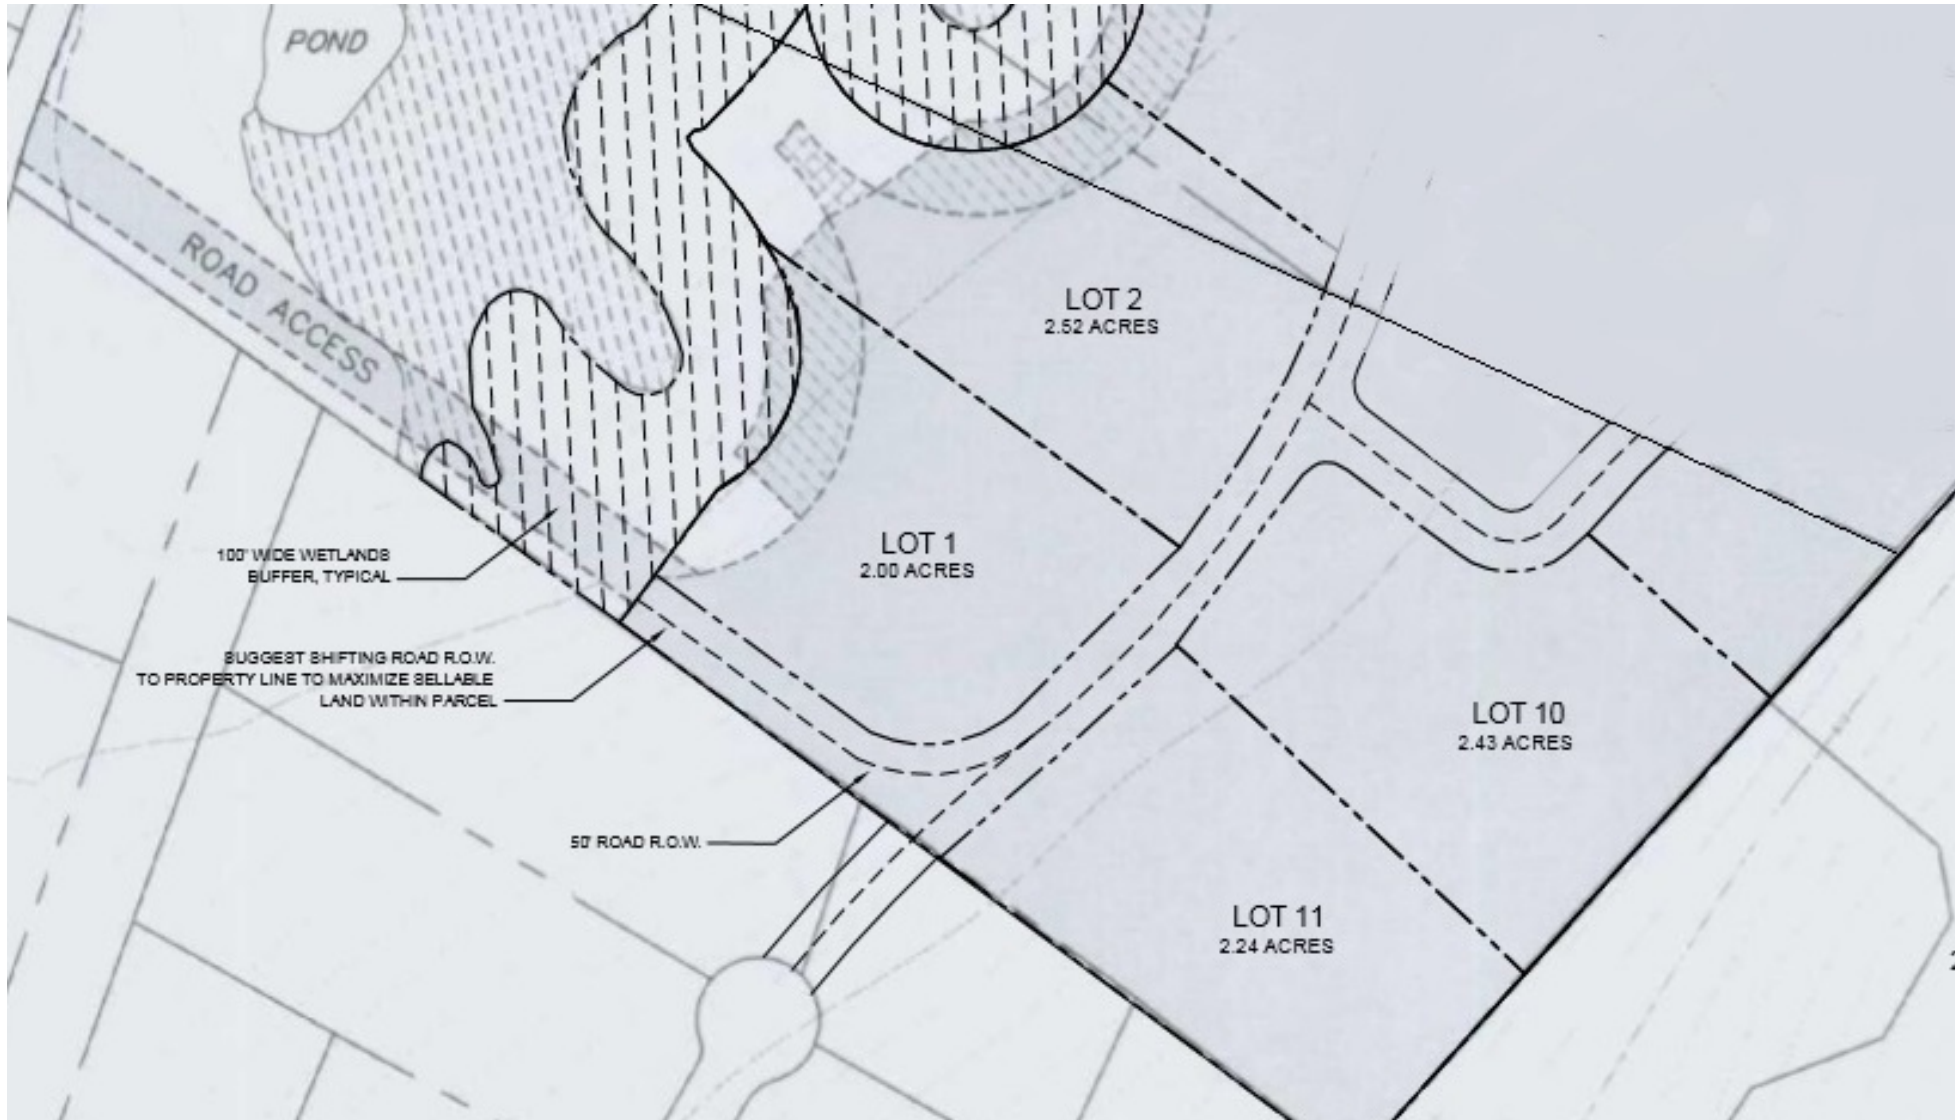 POND
ROAD ACCESS
LOT 2
2.52 ACRES
100' WIDE WETLANDS
BUFFER, TYPICAL
LOT 1
2.00 ACRES
SUGGEST SHIFTING ROAD R.O.W.
TO PROPERTY LINE TO MAXIMIZE SELLABLE
LAND WITHIN PARCEL
LOT 10
2.43 ACRES
50' ROAD R.O.W.
LOT 11
2.24 ACRES